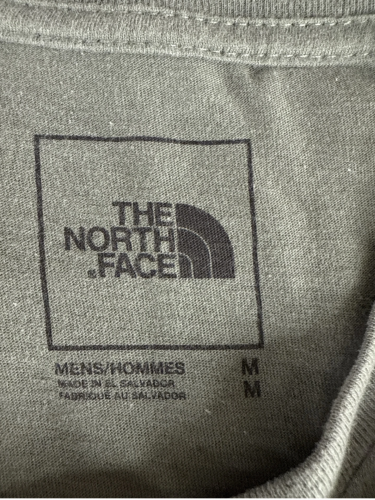 THE
NORTH
FACE
MENS/HOMMES M
MADE IN EL SALVADOR M
FABRIQUÉ AU SALVADOR